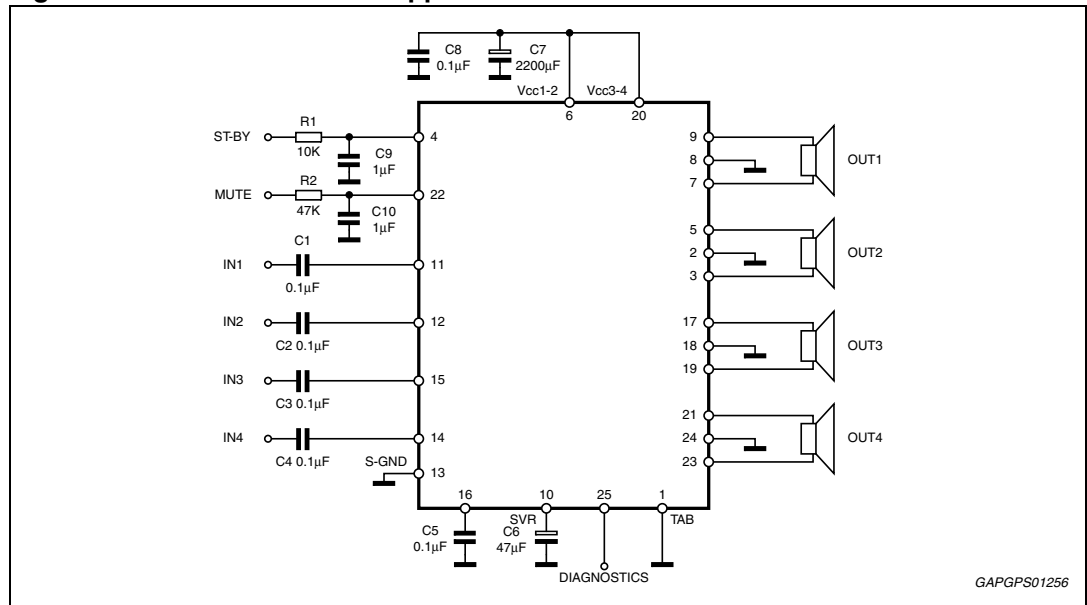 C8
0.1µF
C7
2200µF
Vcc1-2
Vcc3-4
6
20
ST-BY
R1
10K
C9
1µF
4
MUTE
R2
47K
C10
1µF
22
IN1
C1
0.1µF
11
IN2
C2 0.1µF
12
IN3
C3 0.1µF
15
IN4
C4 0.1µF
14
S-GND
13
9
8
7
OUT1
5
2
3
OUT2
17
18
19
OUT3
21
24
23
OUT4
16
10
25
1
C5
0.1µF
SVR
C6
47µF
DIAGNOSTICS
TAB
GAPGPS01256